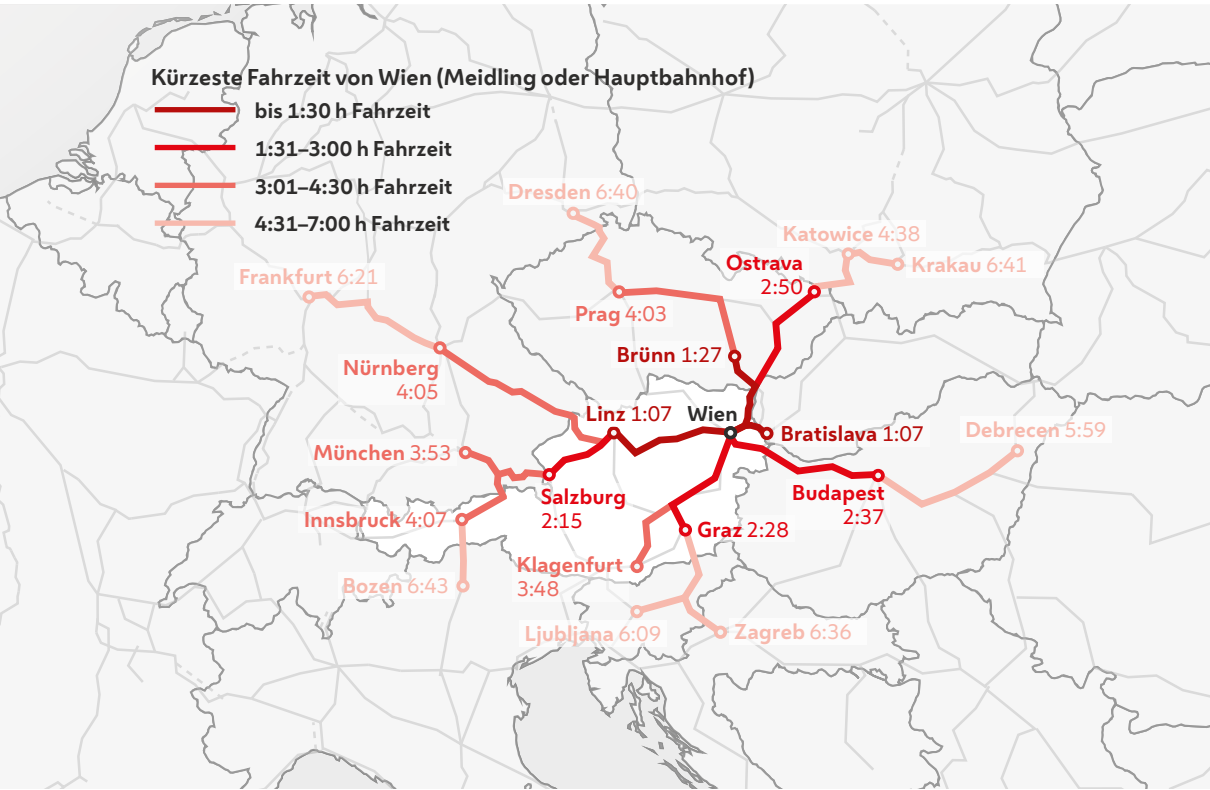 Kürzeste Fahrzeit von Wien (Meidling oder Hauptbahnhof)
bis 1:30 h Fahrzeit
1:31–3:00 h Fahrzeit
3:01–4:30 h Fahrzeit
4:31–7:00 h Fahrzeit
Dresden 6:40
Katowice 4:38
Ostrava
2:50
Krakau 6:41
Frankfurt 6:21
Prag 4:03
Brünn 1:27
Nürnberg
4:05
Linz 1:07
Wien
Bratislava 1:07
Debrecen 5:59
München 3:53
Salzburg
2:15
Budapest
2:37
Innsbruck 4:07
Graz 2:28
Klagenfurt
3:48
Bozen 6:43
Ljubljana 6:09
Zagreb 6:36